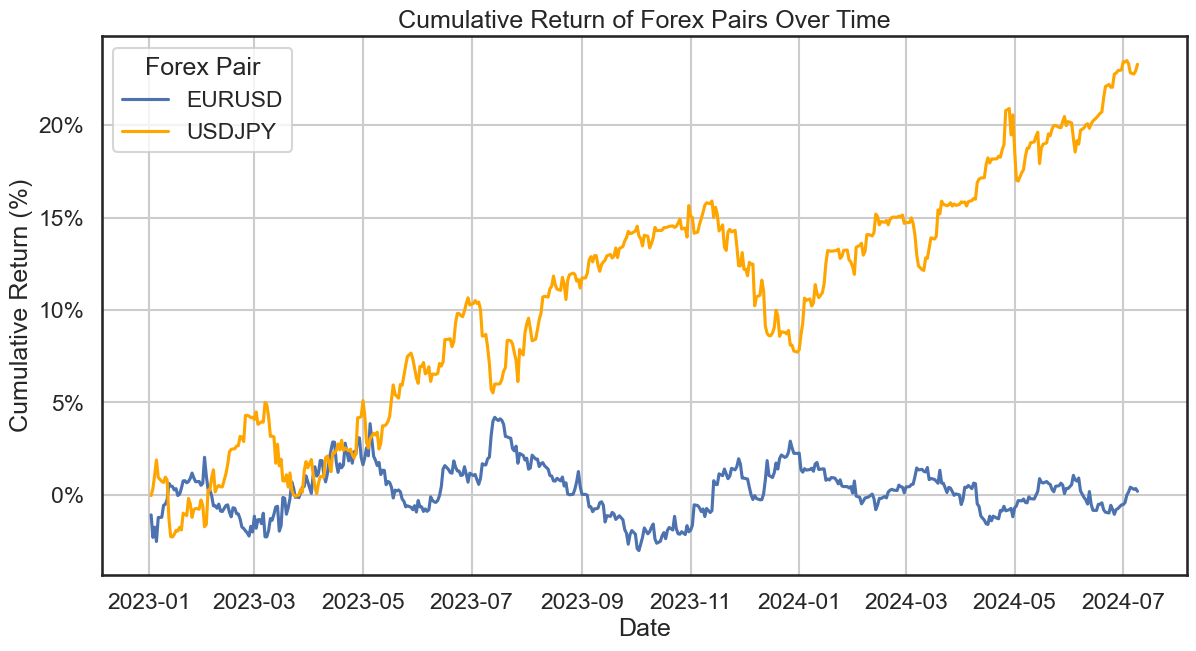 Cumulative Return of Forex Pairs Over Time
Forex Pair
EURUSD
USDJPY
Cumulative Return (%)
20%
15%
10%
5%
0%
2023-01
2023-03
2023-05
2023-07
2023-09
2023-11
2024-01
2024-03
2024-05
2024-07
Date